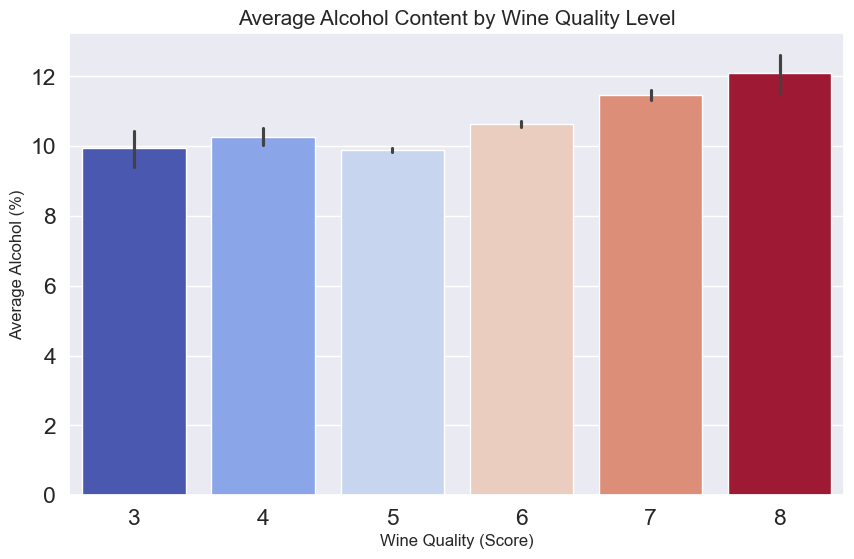 Average Alcohol Content by Wine Quality Level
Average Alcohol (%)
12
10
8
6
4
2
0
3 4 5 6 7 8
Wine Quality (Score)